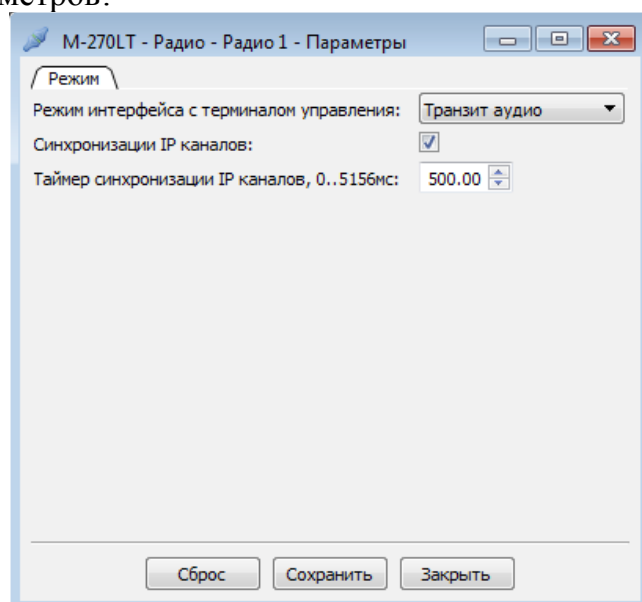 метров.
M-270LT - Радио - Радио 1 - Параметры
Режим
Режим интерфейса с терминалом управления: Транзит аудио
Синхронизации IP каналов:
Таймер синхронизации IP каналов, 0..5156мс: 500.00
Сброс Сохранить Закрыть